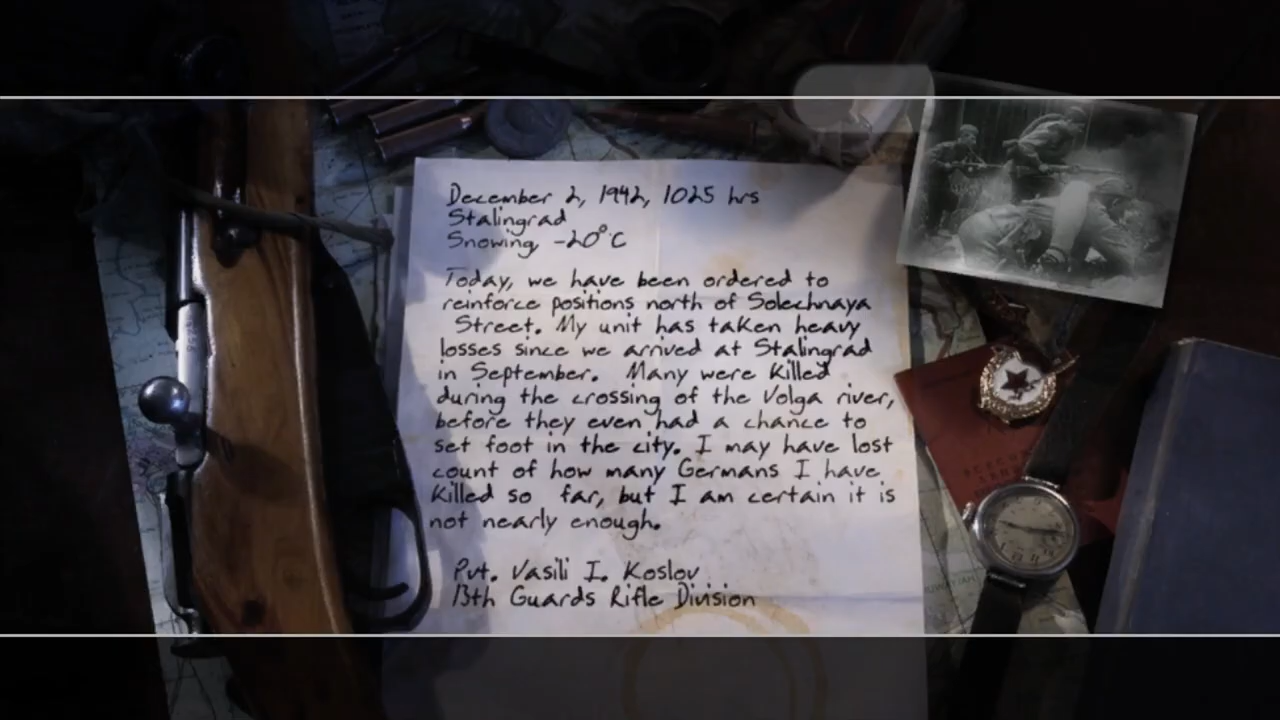 December 2, 1942, 1025 hrs
Stalingrad
Snowing -20°C
Today, we have been ordered to
reinforce positions north of Solechnaya
Street. My unit has taken heavy
losses since we arrived at Stalingrad
in September. Many were killed
during the crossing of the Volga river,
before they even had a chance to
set foot in the city. I may have lost
count of how many Germans I have
killed so far, but I am certain it is
not nearly enough.
Pvt. Vasili I. Koslov
13th Guards Rifle Division